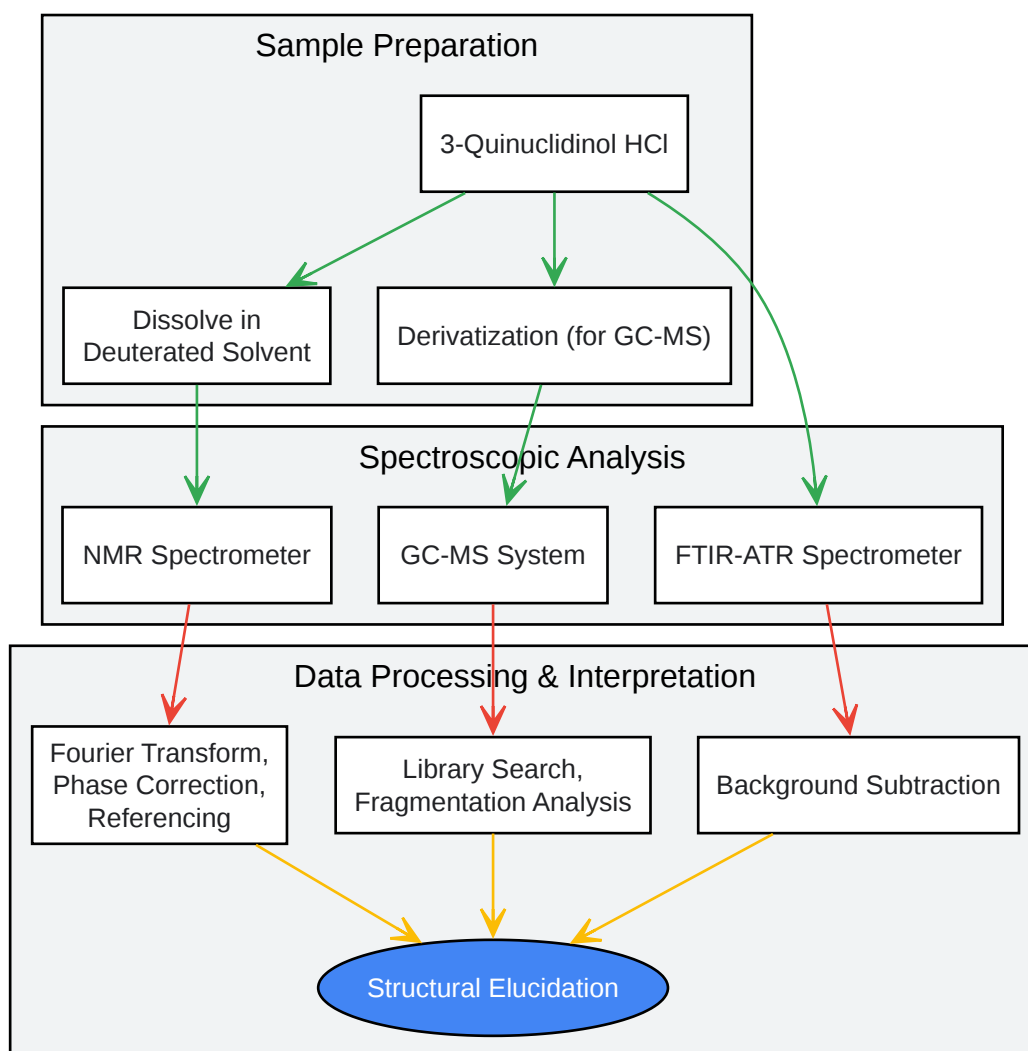 Sample Preparation
3-Quinuclidinol HCl
Dissolve in
Deuterated Solvent
Derivatization (for GC-MS)
Spectroscopic Analysis
NMR Spectrometer
GC-MS System
FTIR-ATR Spectrometer
Data Processing & Interpretation
Fourier Transform,
Phase Correction,
Referencing
Library Search,
Fragmentation Analysis
Background Subtraction
Structural Elucidation